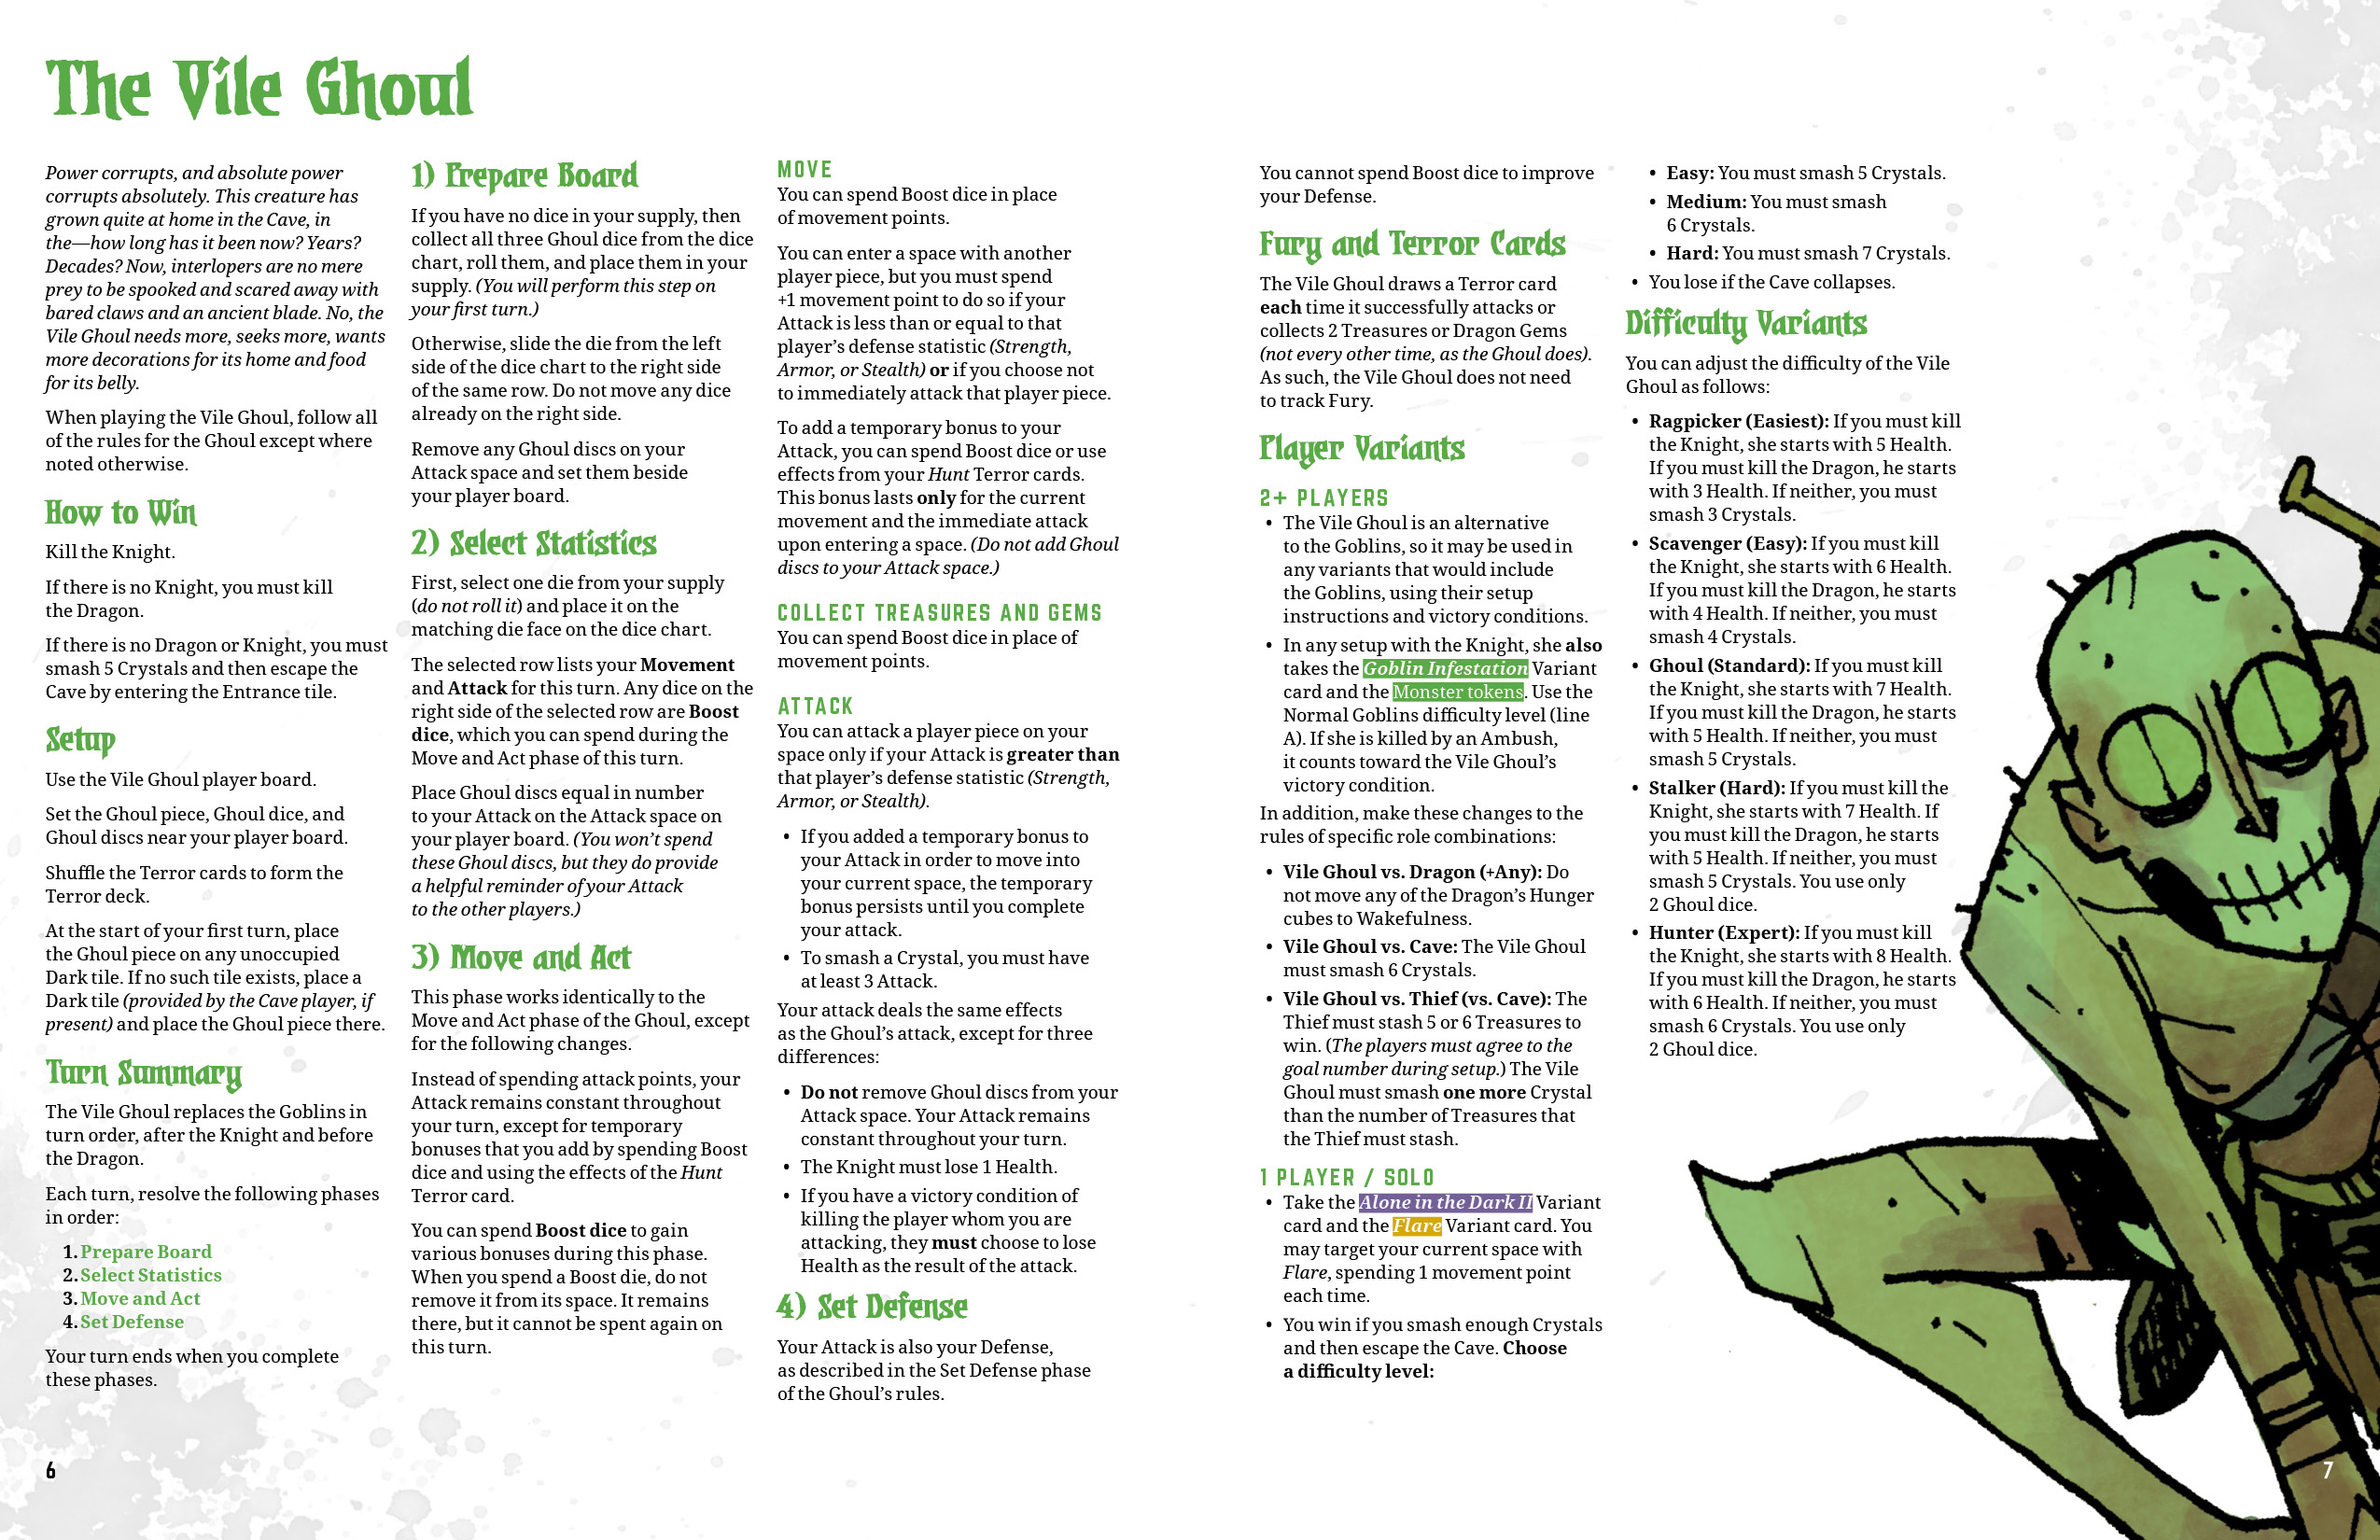 The Vile Ghoul
Power corrupts, and absolute power
corrupts absolutely. This creature has
grown quite at home in the Cave, in
the—how long has it been now? Years?
Decades? Now, interlopers are no mere
prey to be spooked and scared away with
bared claws and an ancient blade. No, the
Vile Ghoul needs more, seeks more, wants
more decorations for its home and food
for its belly.
When playing the Vile Ghoul, follow all
of the rules for the Ghoul except where
noted otherwise.
How to Win
Kill the Knight.
If there is no Knight, you must kill
the Dragon.
If there is no Dragon or Knight, you must
smash 5 Crystals and then escape the
Cave by entering the Entrance tile.
Setup
Use the Vile Ghoul player board.
Set the Ghoul piece, Ghoul dice, and
Ghoul discs near your player board.
Shuffle the Terror cards to form the
Terror deck.
At the start of your first turn, place
the Ghoul piece on any unoccupied
Dark tile. If no such tile exists, place a
Dark tile (provided by the Cave player, if
present) and place the Ghoul piece there.
Turn Summary
The Vile Ghoul replaces the Goblins in
turn order, after the Knight and before
the Dragon.
Each turn, resolve the following phases
in order:
1. Prepare Board
2. Select Statistics
3. Move and Act
4. Set Defense
Your turn ends when you complete
these phases.
6
1) Prepare Board
If you have no dice in your supply, then
collect all three Ghoul dice from the dice
chart, roll them, and place them in your
supply. (You will perform this step on
your first turn.)
Otherwise, slide the die from the left
side of the dice chart to the right side
of the same row. Do not move any dice
already on the right side.
Remove any Ghoul discs on your
Attack space and set them beside
your player board.
2) Select Statistics
First, select one die from your supply
(do not roll it) and place it on the
matching die face on the dice chart.
The selected row lists your Movement
and Attack for this turn. Any dice on the
right side of the selected row are Boost
dice, which you can spend during the
Move and Act phase of this turn.
Place Ghoul discs equal in number
to your Attack on the Attack space on
your player board. (You won't spend
these Ghoul discs, but they do provide
a helpful reminder of your Attack
to the other players.)
3) Move and Act
This phase works identically to the
Move and Act phase of the Ghoul, except
for the following changes.
Instead of spending attack points, your
Attack remains constant throughout
your turn, except for temporary
bonuses that you add by spending Boost
dice and using the effects of the Hunt
Terror card.
You can spend Boost dice to gain
various bonuses during this phase.
When you spend a Boost die, do not
remove it from its space. It remains
there, but it cannot be spent again on
this turn.
MOVE
You can spend Boost dice in place
of movement points.
You can enter a space with another
player piece, but you must spend
+1 movement point to do so if your
Attack is less than or equal to that
player's defense statistic (Strength,
Armor, or Stealth) or if you choose not
to immediately attack that player piece.
To add a temporary bonus to your
Attack, you can spend Boost dice or use
effects from your Hunt Terror cards.
This bonus lasts only for the current
movement and the immediate attack
upon entering a space. (Do not add Ghoul
discs to your Attack space.)
COLLECT TREASURES AND GEMS
You can spend Boost dice in place of
movement points.
ATTACK
You can attack a player piece on your
space only if your Attack is greater than
that player's defense statistic (Strength,
Armor, or Stealth).
• If you added a temporary bonus to
your Attack in order to move into
your current space, the temporary
bonus persists until you complete
your attack.
• To smash a Crystal, you must have
at least 3 Attack.
Your attack deals the same effects
as the Ghoul's attack, except for three
differences:
• Do not remove Ghoul discs from your
Attack space. Your Attack remains
constant throughout your turn.
• The Knight must lose 1 Health.
• If you have a victory condition of
killing the player whom you are
attacking, they must choose to lose
Health as the result of the attack.
4) Set Defense
Your Attack is also your Defense,
as described in the Set Defense phase
of the Ghoul's rules.
You cannot spend Boost dice to improve
your Defense.
Fury and Terror Cards
The Vile Ghoul draws a Terror card
each time it successfully attacks or
collects 2 Treasures or Dragon Gems
(not every other time, as the Ghoul does).
As such, the Vile Ghoul does not need
to track Fury.
Player Variants
2+ PLAYERS
• The Vile Ghoul is an alternative
to the Goblins, so it may be used in
any variants that would include
the Goblins, using their setup
instructions and victory conditions.
• In any setup with the Knight, she also
takes the Goblin Infestation Variant
card and the Monster tokens. Use the
Normal Goblins difficulty level (line
A). If she is killed by an Ambush,
it counts toward the Vile Ghoul's
victory condition.
In addition, make these changes to the
rules of specific role combinations:
• Vile Ghoul vs. Dragon (+Any): Do
not move any of the Dragon's Hunger
cubes to Wakefulness.
• Vile Ghoul vs. Cave: The Vile Ghoul
must smash 6 Crystals.
• Vile Ghoul vs. Thief (vs. Cave): The
Thief must stash 5 or 6 Treasures to
win. (The players must agree to the
goal number during setup.) The Vile
Ghoul must smash one more Crystal
than the number of Treasures that
the Thief must stash.
1 PLAYER / SOLO
• Take the Alone in the Dark II Variant
card and the Flare Variant card. You
may target your current space with
Flare, spending 1 movement point
each time.
• You win if you smash enough Crystals
and then escape the Cave. Choose
a difficulty level:
• Easy: You must smash 5 Crystals.
• Medium: You must smash
6 Crystals.
• Hard: You must smash 7 Crystals.
• You lose if the Cave collapses.
Difficulty Variants
You can adjust the difficulty of the Vile
Ghoul as follows:
• Ragpicker (Easiest): If you must kill
the Knight, she starts with 5 Health.
If you must kill the Dragon, he starts
with 3 Health. If neither, you must
smash 3 Crystals.
• Scavenger (Easy): If you must kill
the Knight, she starts with 6 Health.
If you must kill the Dragon, he starts
with 4 Health. If neither, you must
smash 4 Crystals.
• Ghoul (Standard): If you must kill
the Knight, she starts with 7 Health.
If you must kill the Dragon, he starts
with 5 Health. If neither, you must
smash 5 Crystals.
• Stalker (Hard): If you must kill the
Knight, she starts with 7 Health. If
you must kill the Dragon, he starts
with 5 Health. If neither, you must
smash 5 Crystals. You use only
2 Ghoul dice.
• Hunter (Expert): If you must kill
the Knight, she starts with 8 Health.
If you must kill the Dragon, he starts
with 6 Health. If neither, you must
smash 6 Crystals. You use only
2 Ghoul dice.
7